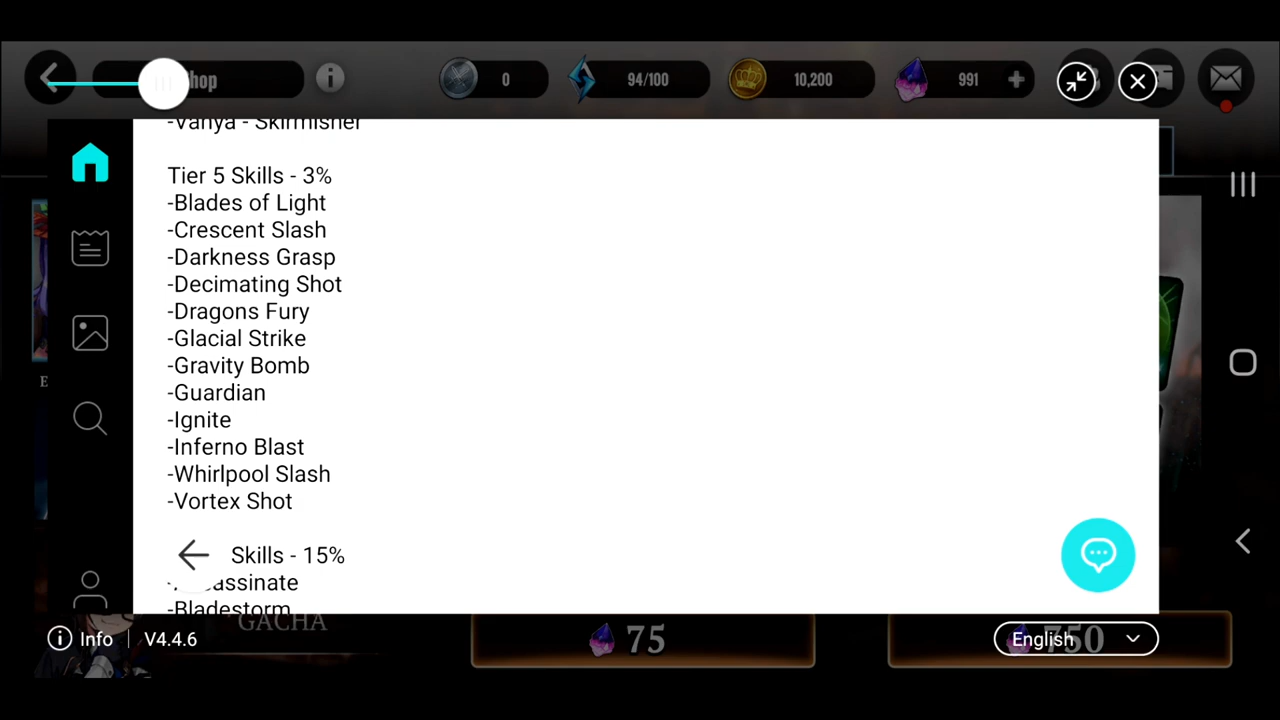 hop
0
94/100
10,200
991
-Vanya - Skirmisher
Tier 5 Skills - 3%
-Blades of Light
-Crescent Slash
-Darkness Grasp
-Decimating Shot
-Dragons Fury
-Glacial Strike
-Gravity Bomb
-Guardian
-Ignite
-Inferno Blast
-Whirlpool Slash
-Vortex Shot
Skills - 15%
assinate
-Bladestorm
E
GACHA
75
750
Info
V4.4.6
English